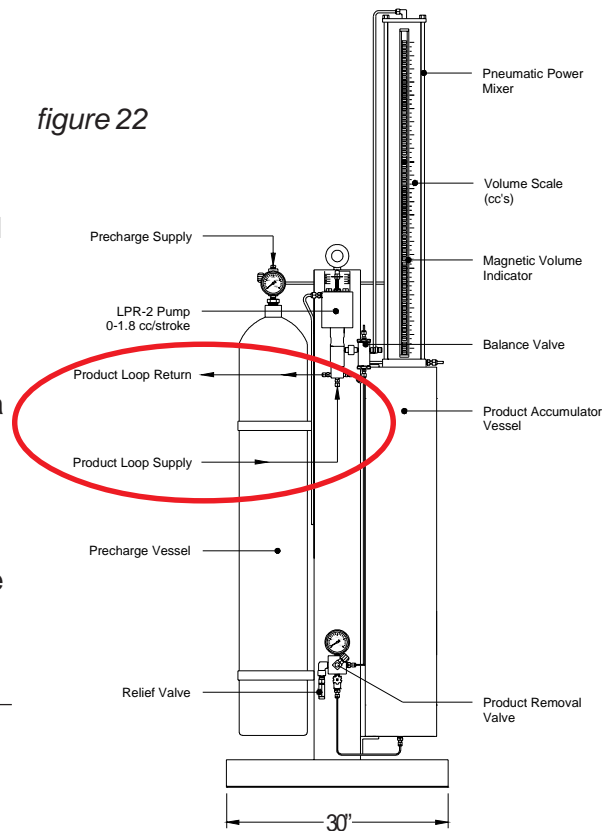 figure 22
Pneumatic Power
Mixer
Volume Scale
(cc's)
Precharge Supply
Magnetic Volume
Indicator
LPR-2 Pump
0-1.8 cc/stroke
Balance Valve
Product Loop Return
Product Accumulator
Vessel
Product Loop Supply
Precharge Vessel
Relief Valve
Product Removal
Valve
30"